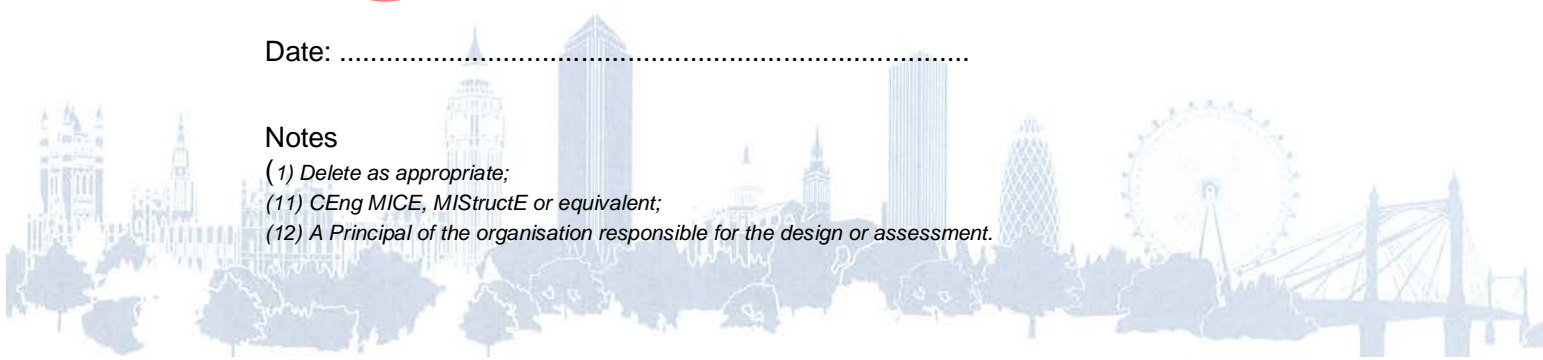 Date: ..................................................................................
Notes
(1) Delete as appropriate;
(11) CEng MICE, MIStructE or equivalent;
(12) A Principal of the organisation responsible for the design or assessment.